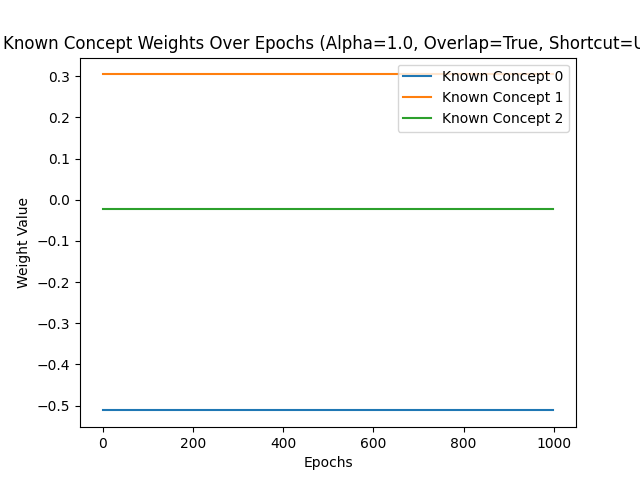 Known Concept Weights Over Epochs (Alpha=1.0, Overlap=True, Shortcut=U
Known Concept 0
Known Concept 1
Known Concept 2
0.3
0.2
0.1
0.0
−0.1
−0.2
−0.3
−0.4
−0.5
Weight Value
0 200 400 600 800 1000
Epochs